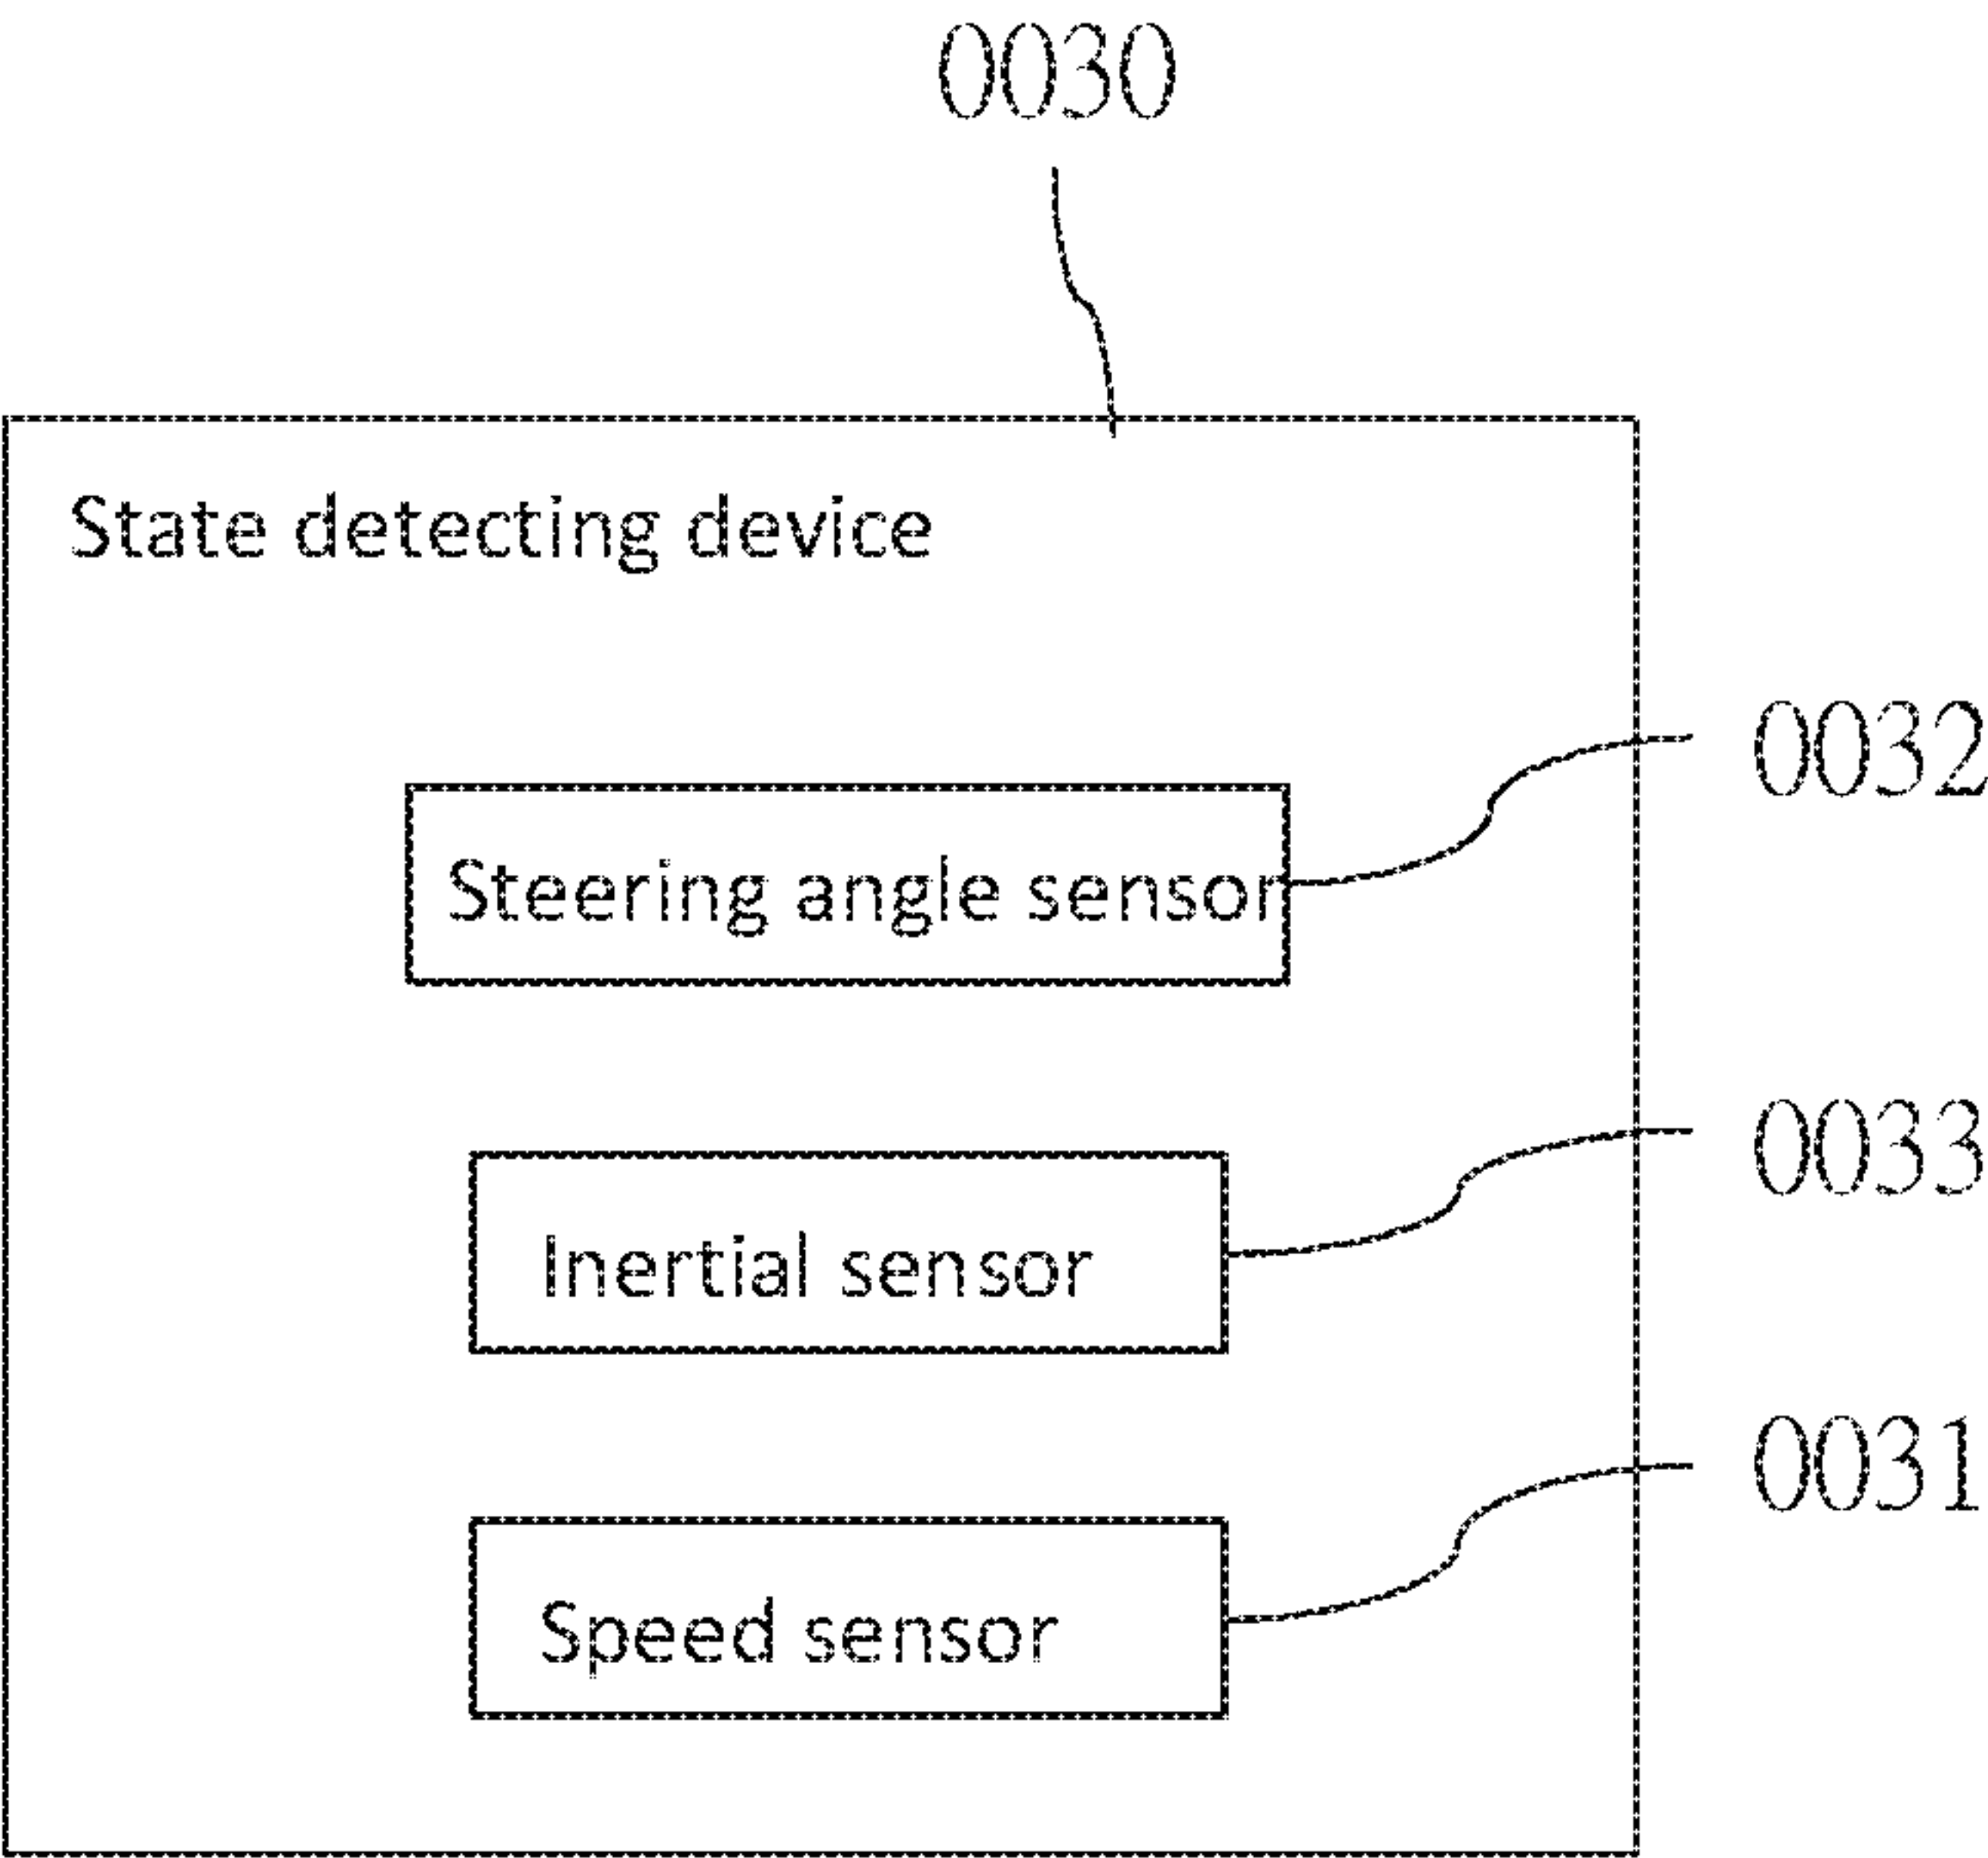 0030
State detecting device
0032
Steering angle sensor
0033
Inertial sensor
0031
Speed sensor